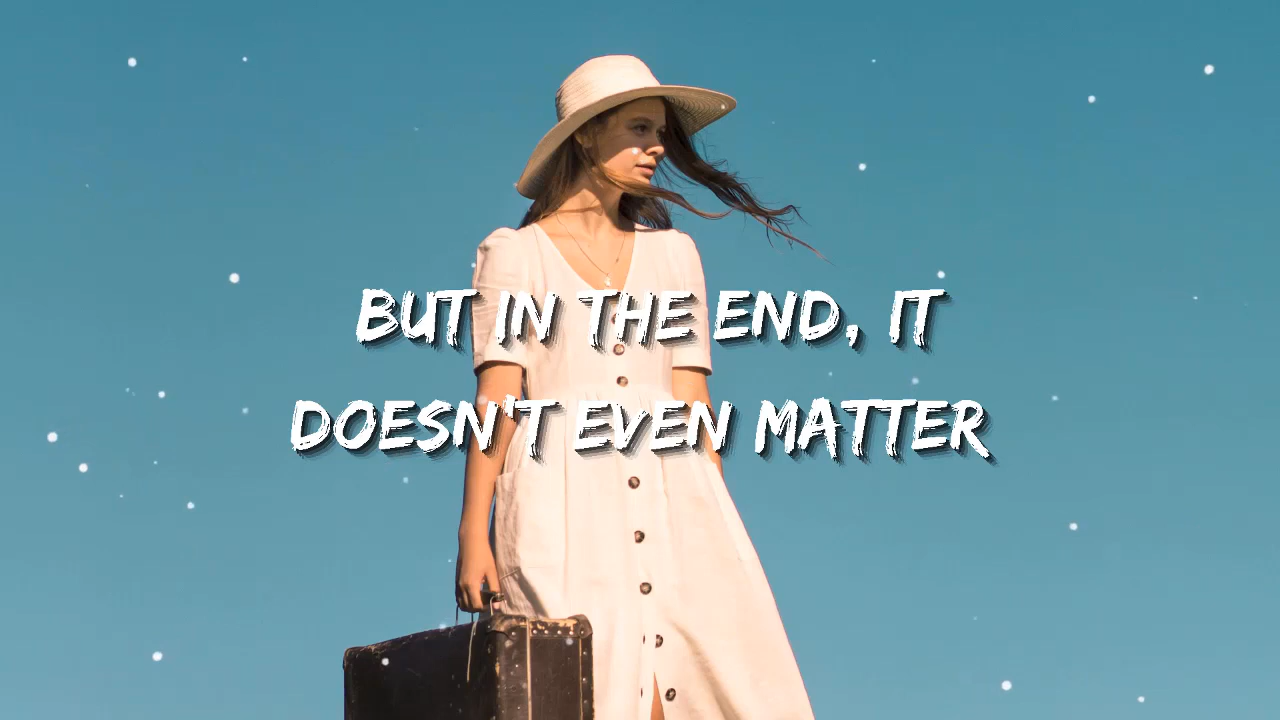 BUT IN THE END, IT
DOESN'T EVEN MATTER